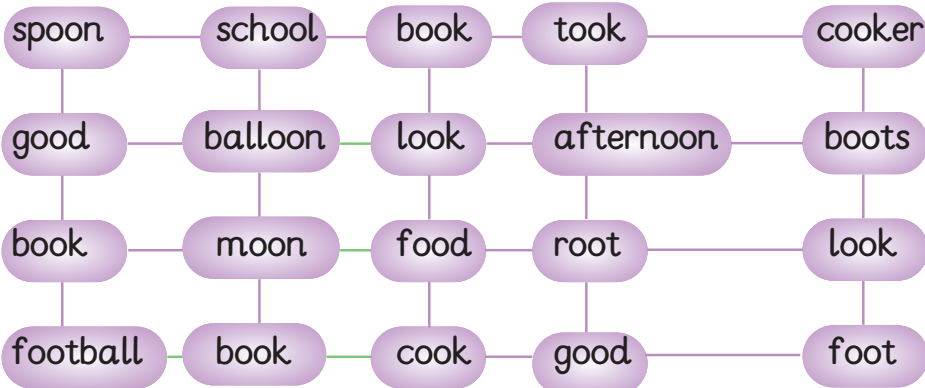 spoon school book took cooker
good balloon look afternoon boots
book moon food root look
football book cook good foot